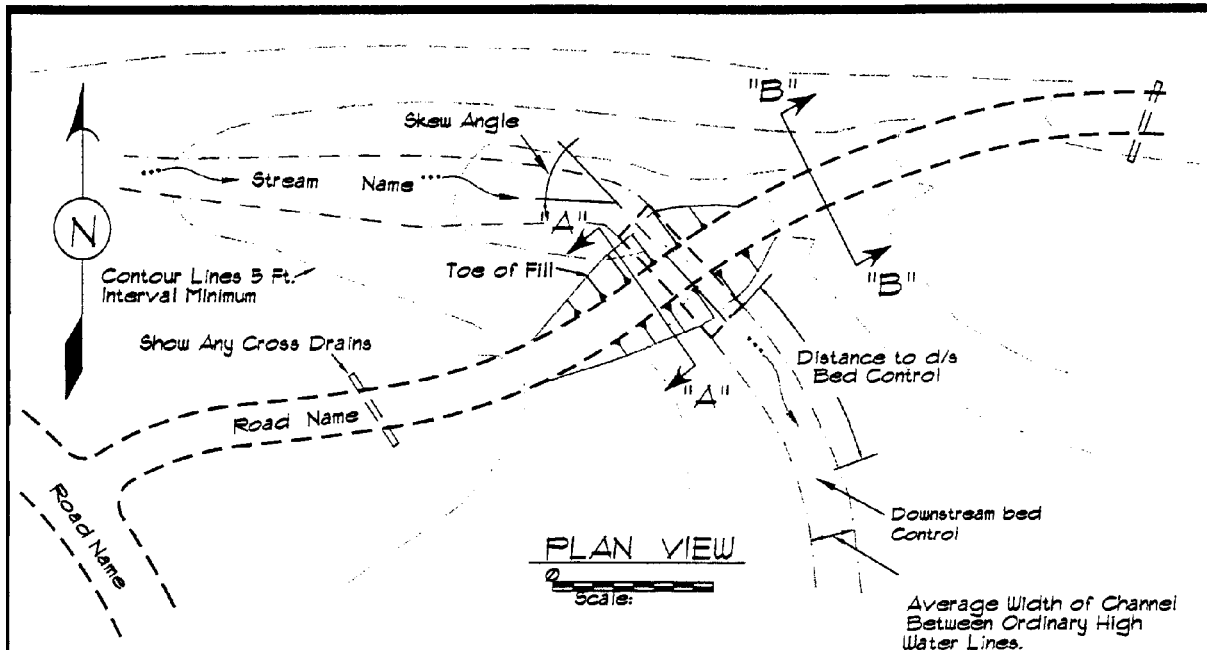 "B"
Skew Angle
Stream Name
"A"
N
Contour Lines 5 Ft.
Interval Minimum
Toe of Fill
"B"
Show Any Cross Drains
Distance to d/s
Bed Control
"A"
Road Name
Road Name
Downstream bed
Control
PLAN VIEW
0
Scale:
Average Width of Channel
Between Ordinary High
Water Lines.